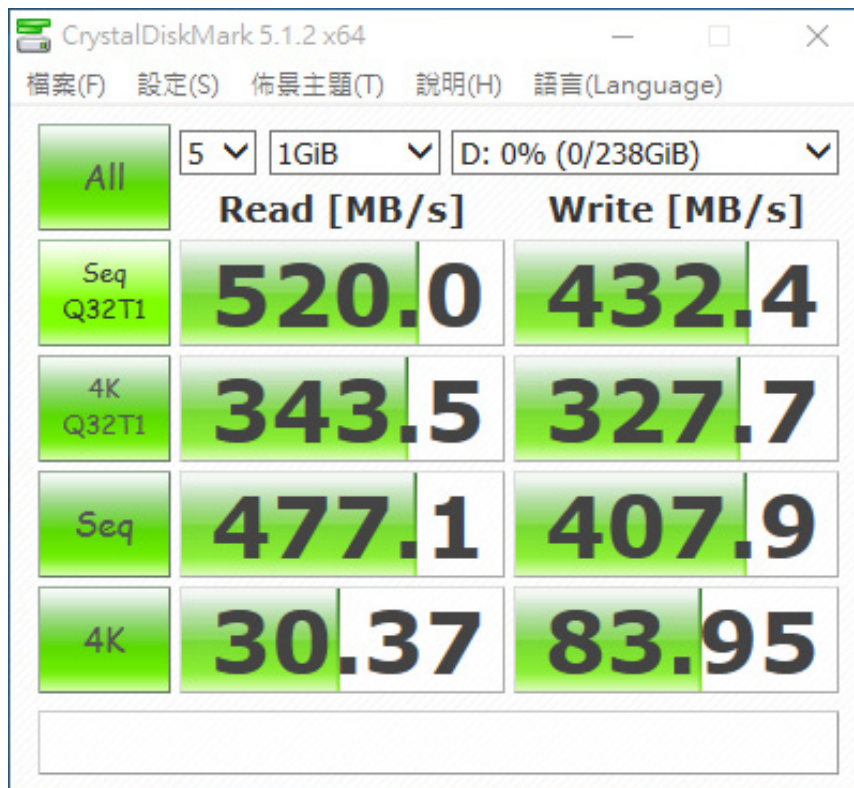 CrystalDiskMark 5.1.2 x64
檔案(F) 設定(S) 佈景主題(T) 說明(H) 語言(Language)
All 5 1GiB D: 0% (0/238GiB)
Read [MB/s] Write [MB/s]
Seq
Q32T1 520.0 432.4
4K
Q32T1 343.5 327.7
Seq 477.1 407.9
4K 30.37 83.95